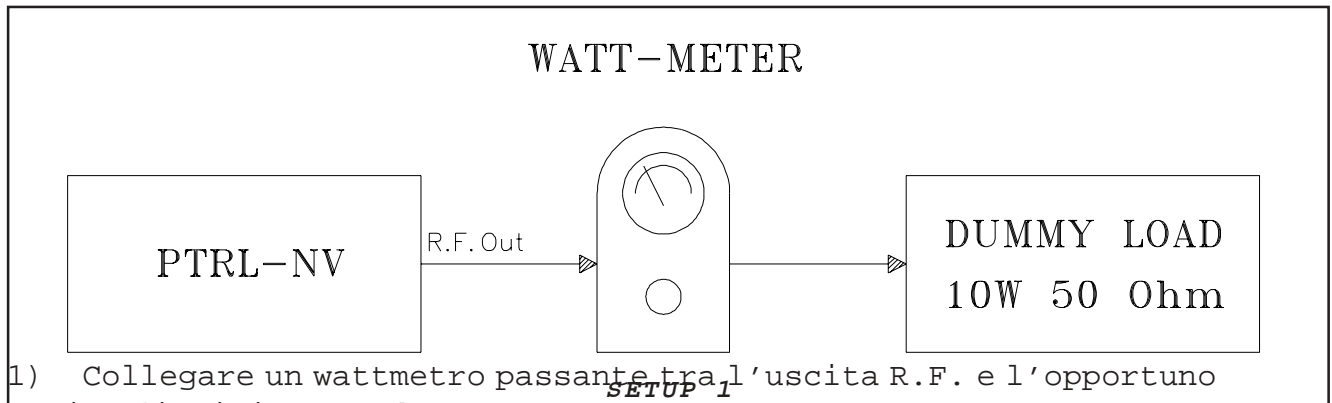 WATT-METER
PTRL-NV
R.F. Out
DUMMY LOAD
10W 50 Ohm
1) Collegare un wattmetro passante tra l'uscita R.F. e l'opportuno
SETUP 1